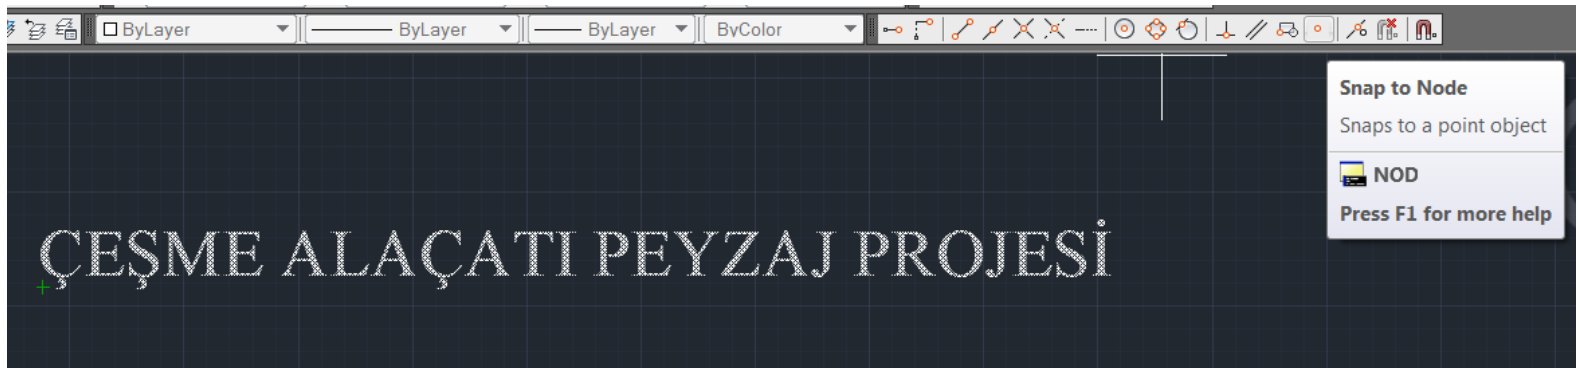 ByLayer
ByLayer
ByLayer
ByColor
Snap to Node
Snaps to a point object
NOD
Press F1 for more help
ÇEŞME ALAÇATI PEYZAJ PROJESİ